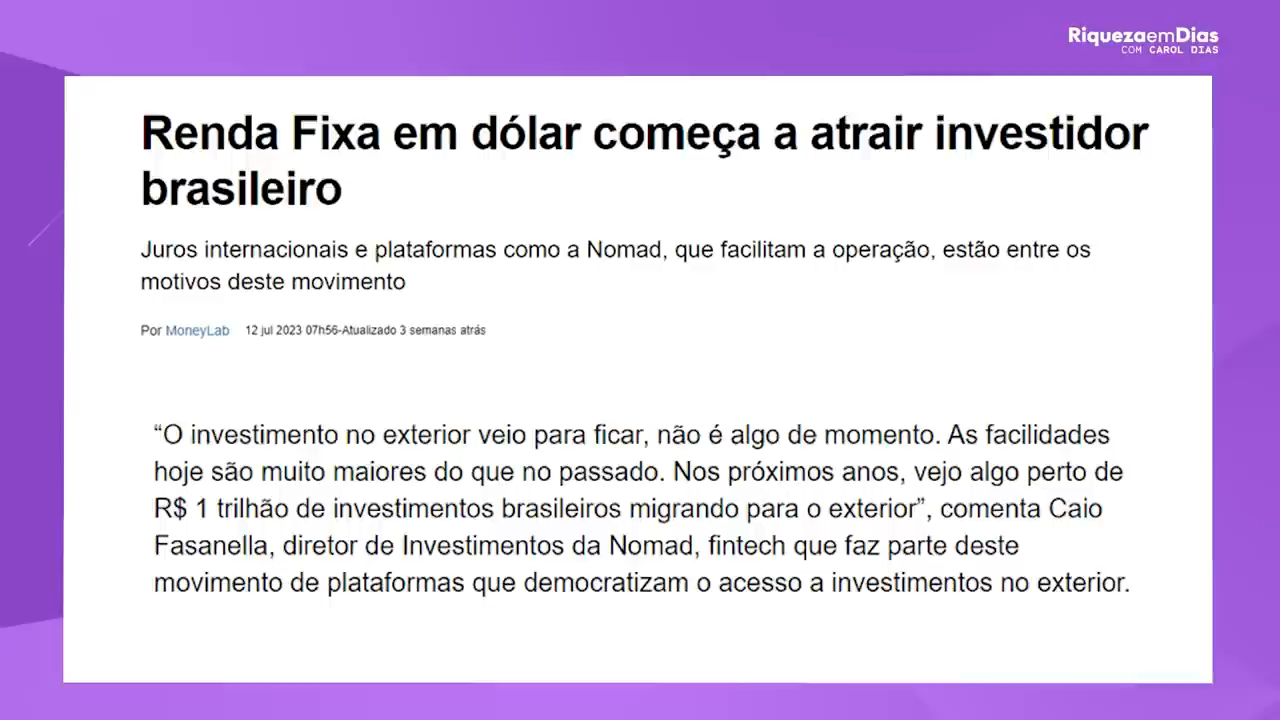 RiquezaemDias
COM CAROL DIAS
Renda Fixa em dólar começa a atrair investidor
brasileiro
Juros internacionais e plataformas como a Nomad, que facilitam a operação, estão entre os
motivos deste movimento
Por MoneyLab 12 jul 2023 07h56-Atualizado 3 semanas atrás
“O investimento no exterior veio para ficar, não é algo de momento. As facilidades
hoje são muito maiores do que no passado. Nos próximos anos, vejo algo perto de
R$ 1 trilhão de investimentos brasileiros migrando para o exterior”, comenta Caio
Fasanella, diretor de Investimentos da Nomad, fintech que faz parte deste
movimento de plataformas que democratizam o acesso a investimentos no exterior.